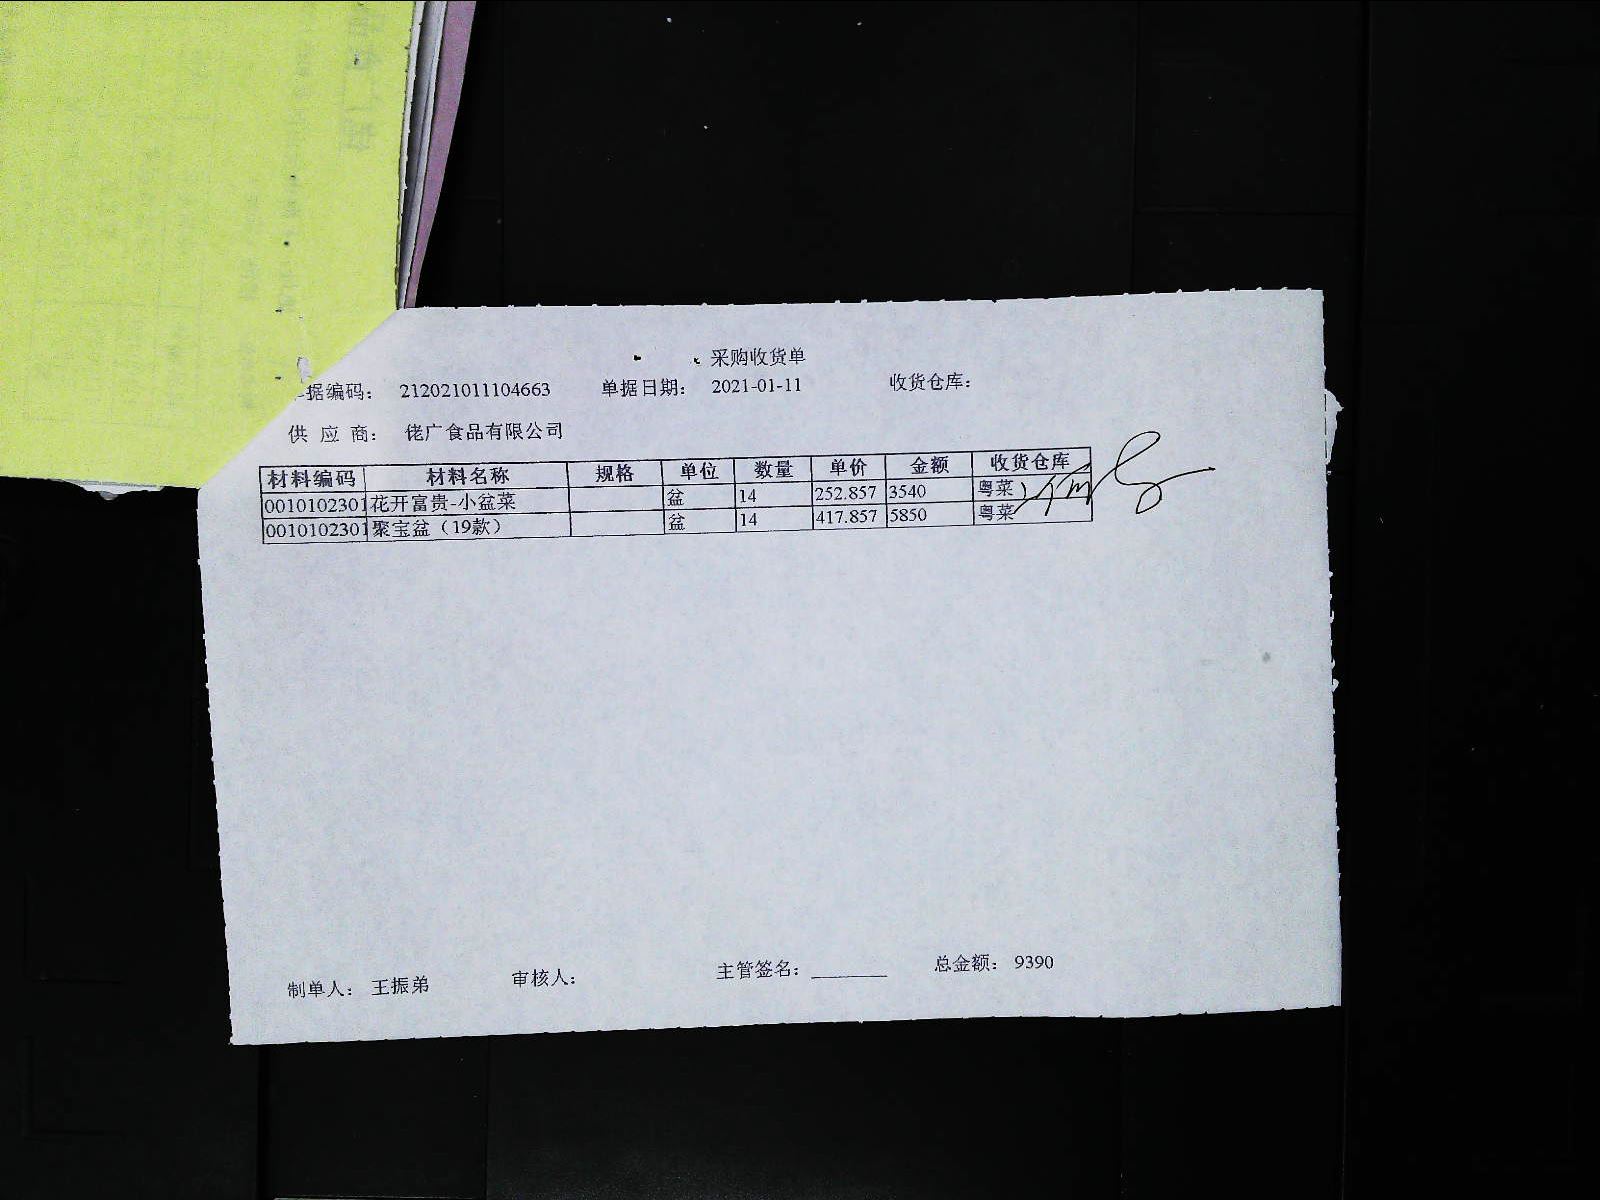 采购收货单
据编码： 212021011104663 单据日期： 2021-01-11 收货仓库：
供 应 商： 铑广食品有限公司
材料编码 材料名称 规格 单位 数量 单价 金额 收货仓库
0010102301 花开富贵-小盆菜 盆 14 252.857 3540 粤菜
0010102301 聚宝盆（19款） 盆 14 417.857 5850 粤菜
制单人： 王振弟 审核人： 主管签名： 总金额： 9390